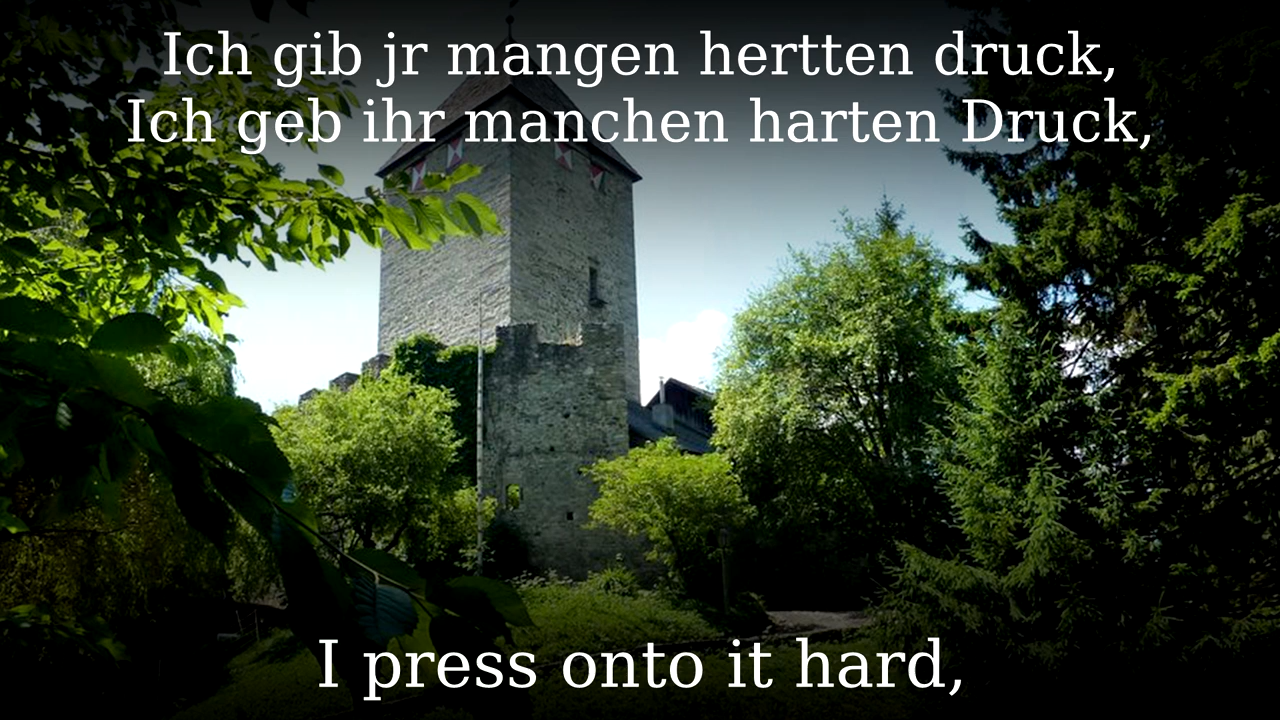 Ich gib jr mangen hertten druck,
Ich geb ihr manchen harten Druck,
I press onto it hard,